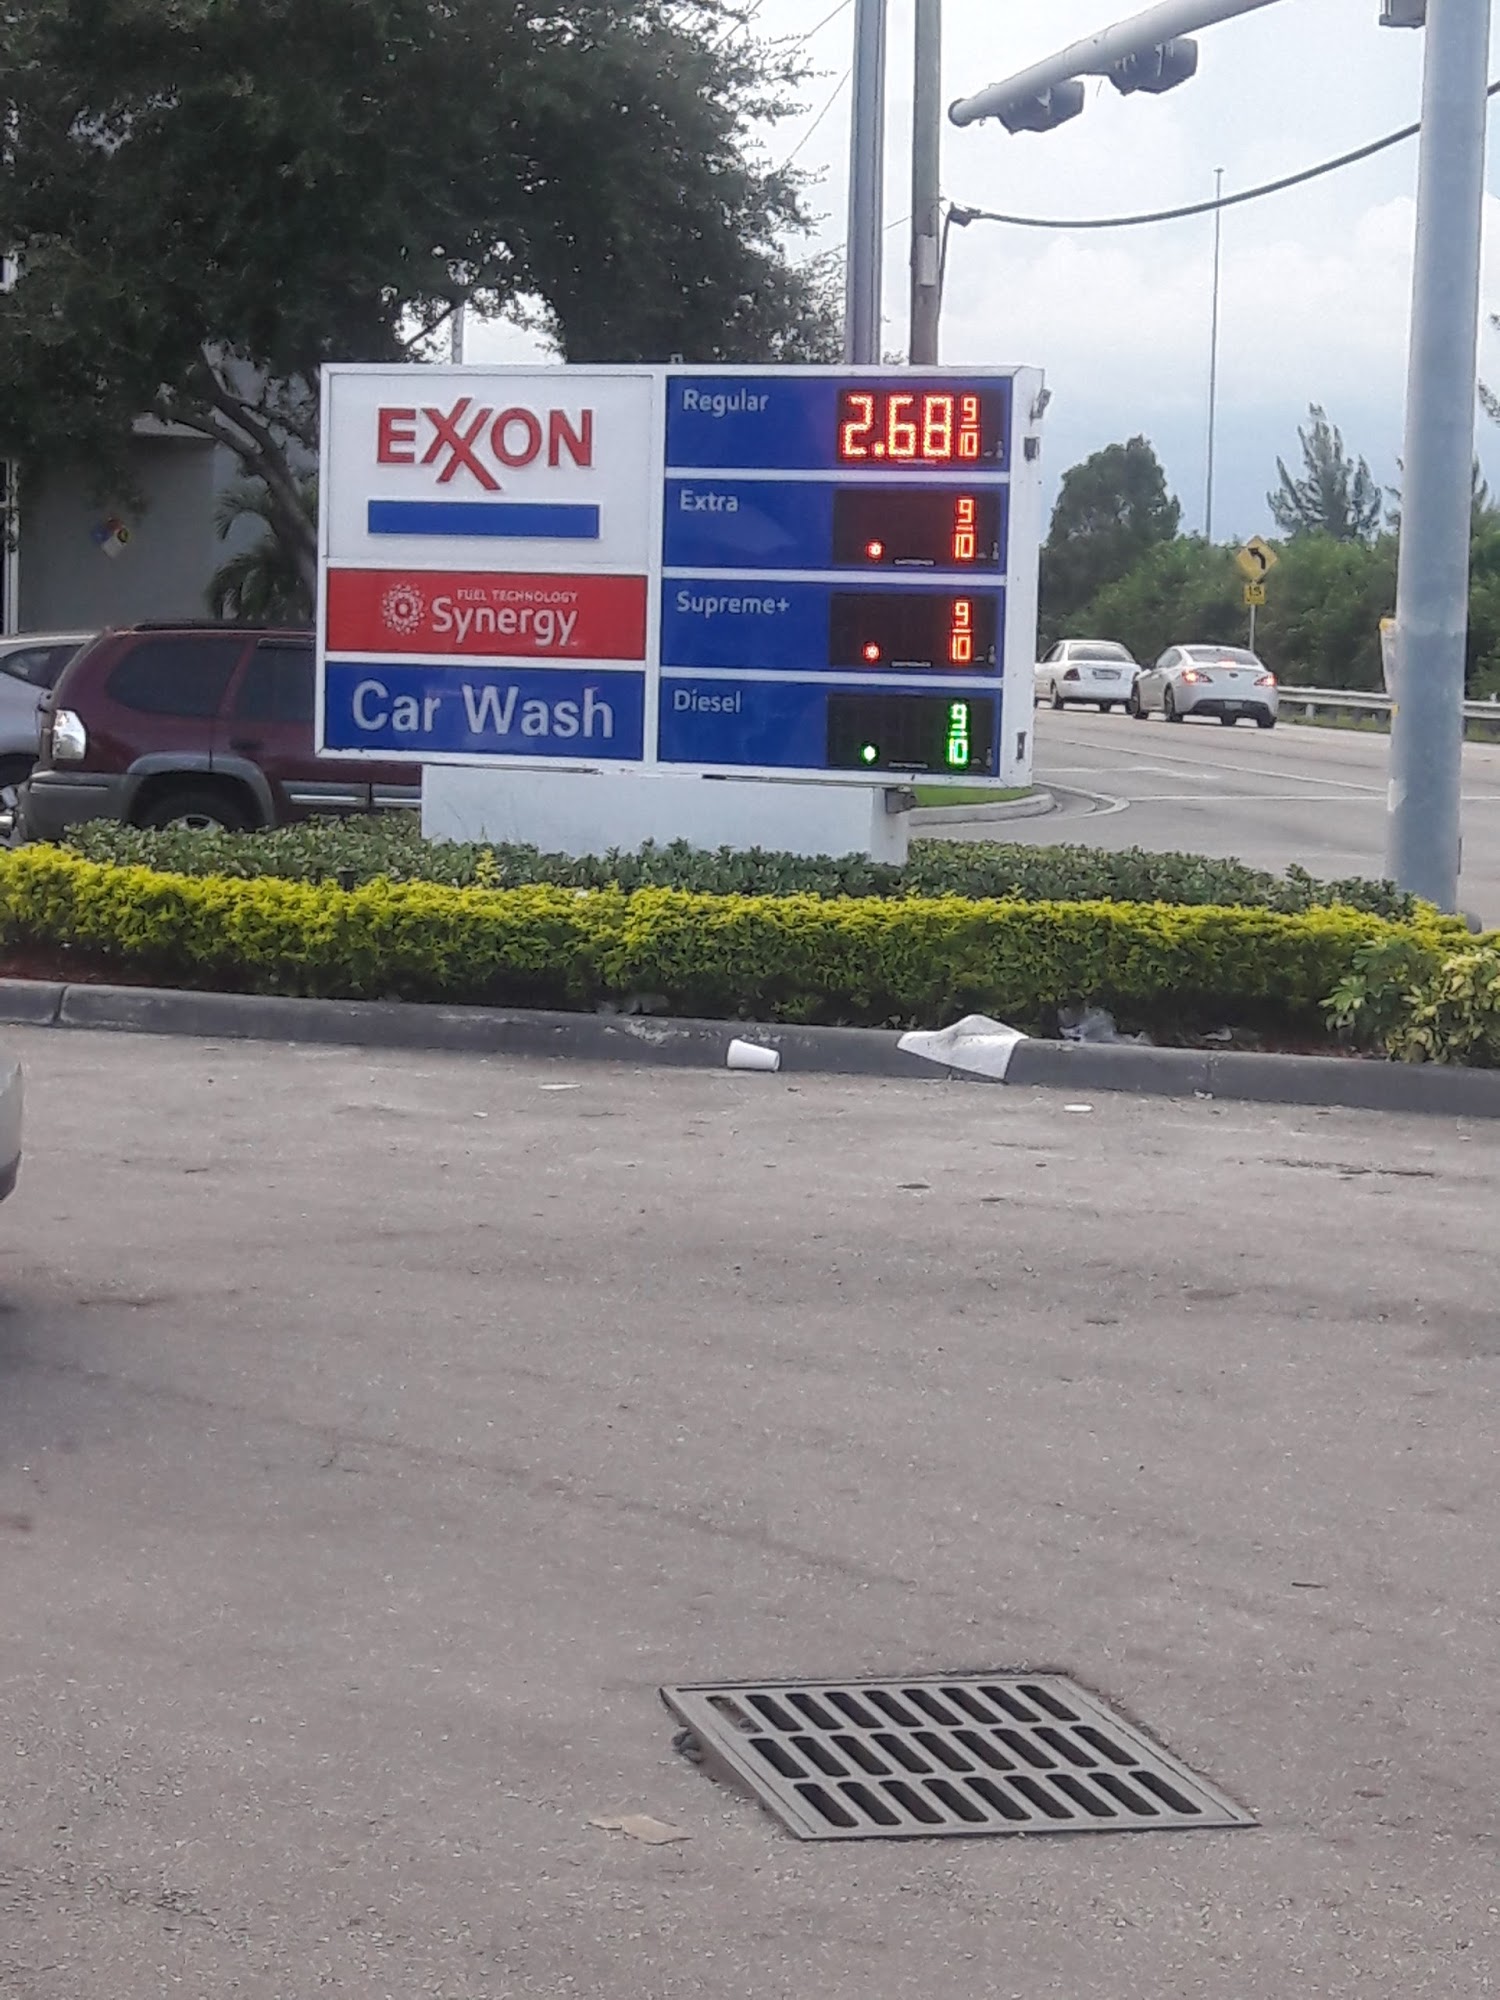 EXXON
FUEL TECHNOLOGY
Synergy
Car Wash
Regular 2.68 9/10
Extra . 9/10
Supreme+ . 9/10
Diesel . 9/10
15